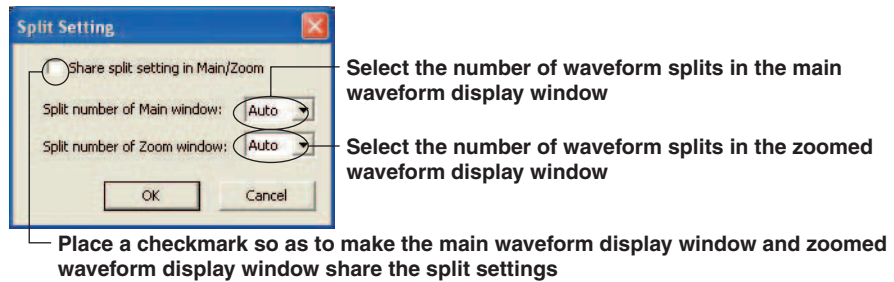 Split Setting
Share split setting in Main/Zoom
Split number of Main window: Auto
Split number of Zoom window: Auto
OK Cancel
Select the number of waveform splits in the main
waveform display window
Select the number of waveform splits in the zoomed
waveform display window
Place a checkmark so as to make the main waveform display window and zoomed
waveform display window share the split settings